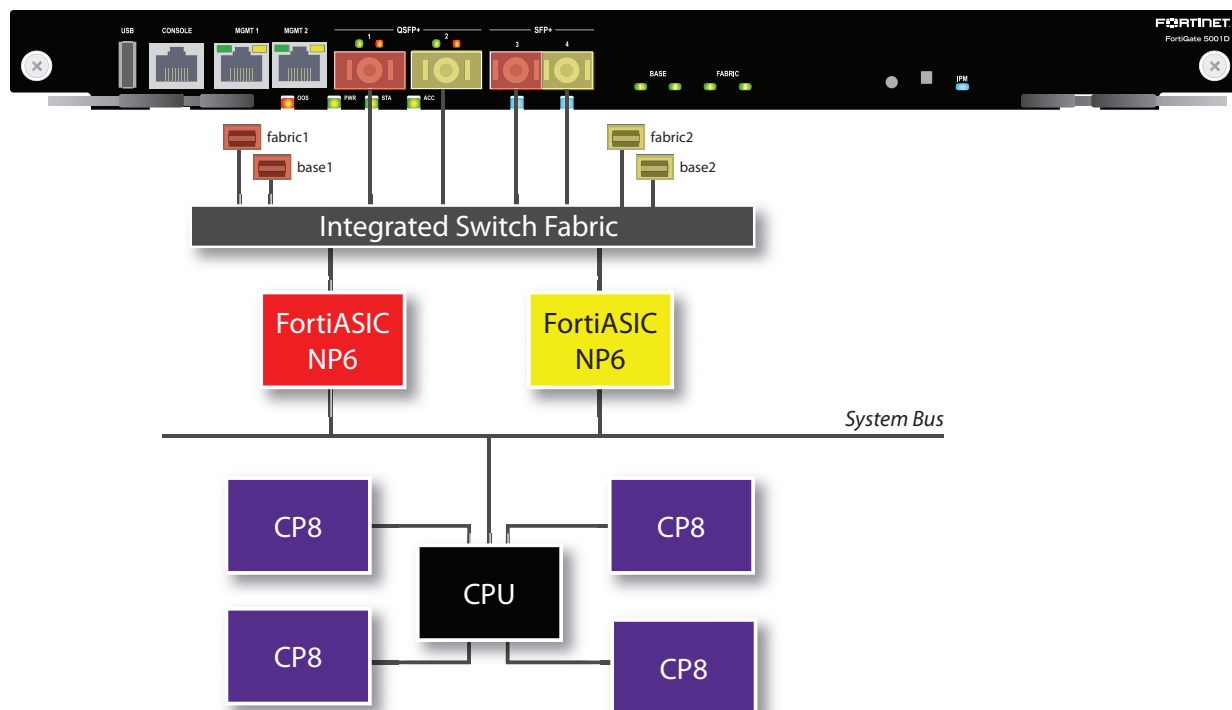 QSFP+ SFP+
FORTINET
USB CONSOLE MGMT 1 MGMT 2 1 2 3 4
FortiGate 5001D
BASE FABRIC IPM
OOS PWR STA ACC
fabric1 fabric2
base1 base2
Integrated Switch Fabric
FortiASIC FortiASIC
NP6 NP6
System Bus
CP8 CP8
CPU
CP8 CP8